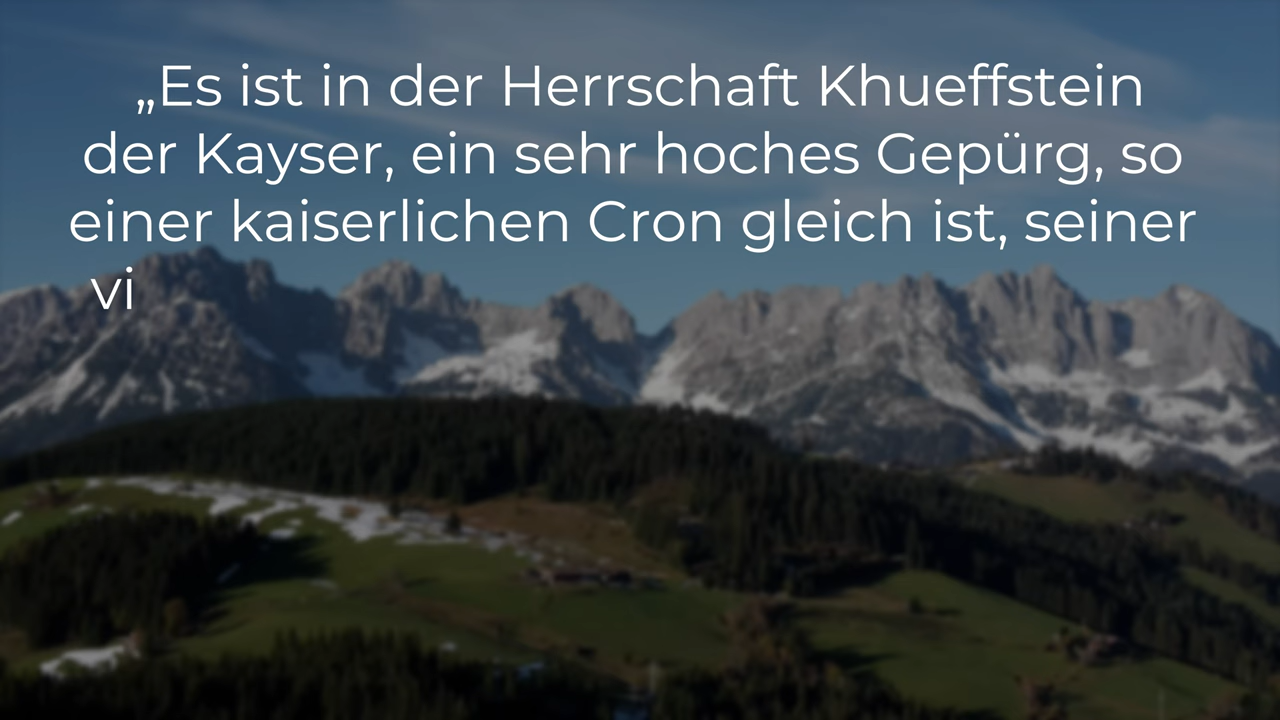 „Es ist in der Herrschaft Khueffstein
der Kayser, ein sehr hoches Gepürg, so
einer kaiserlichen Cron gleich ist, seiner
vi